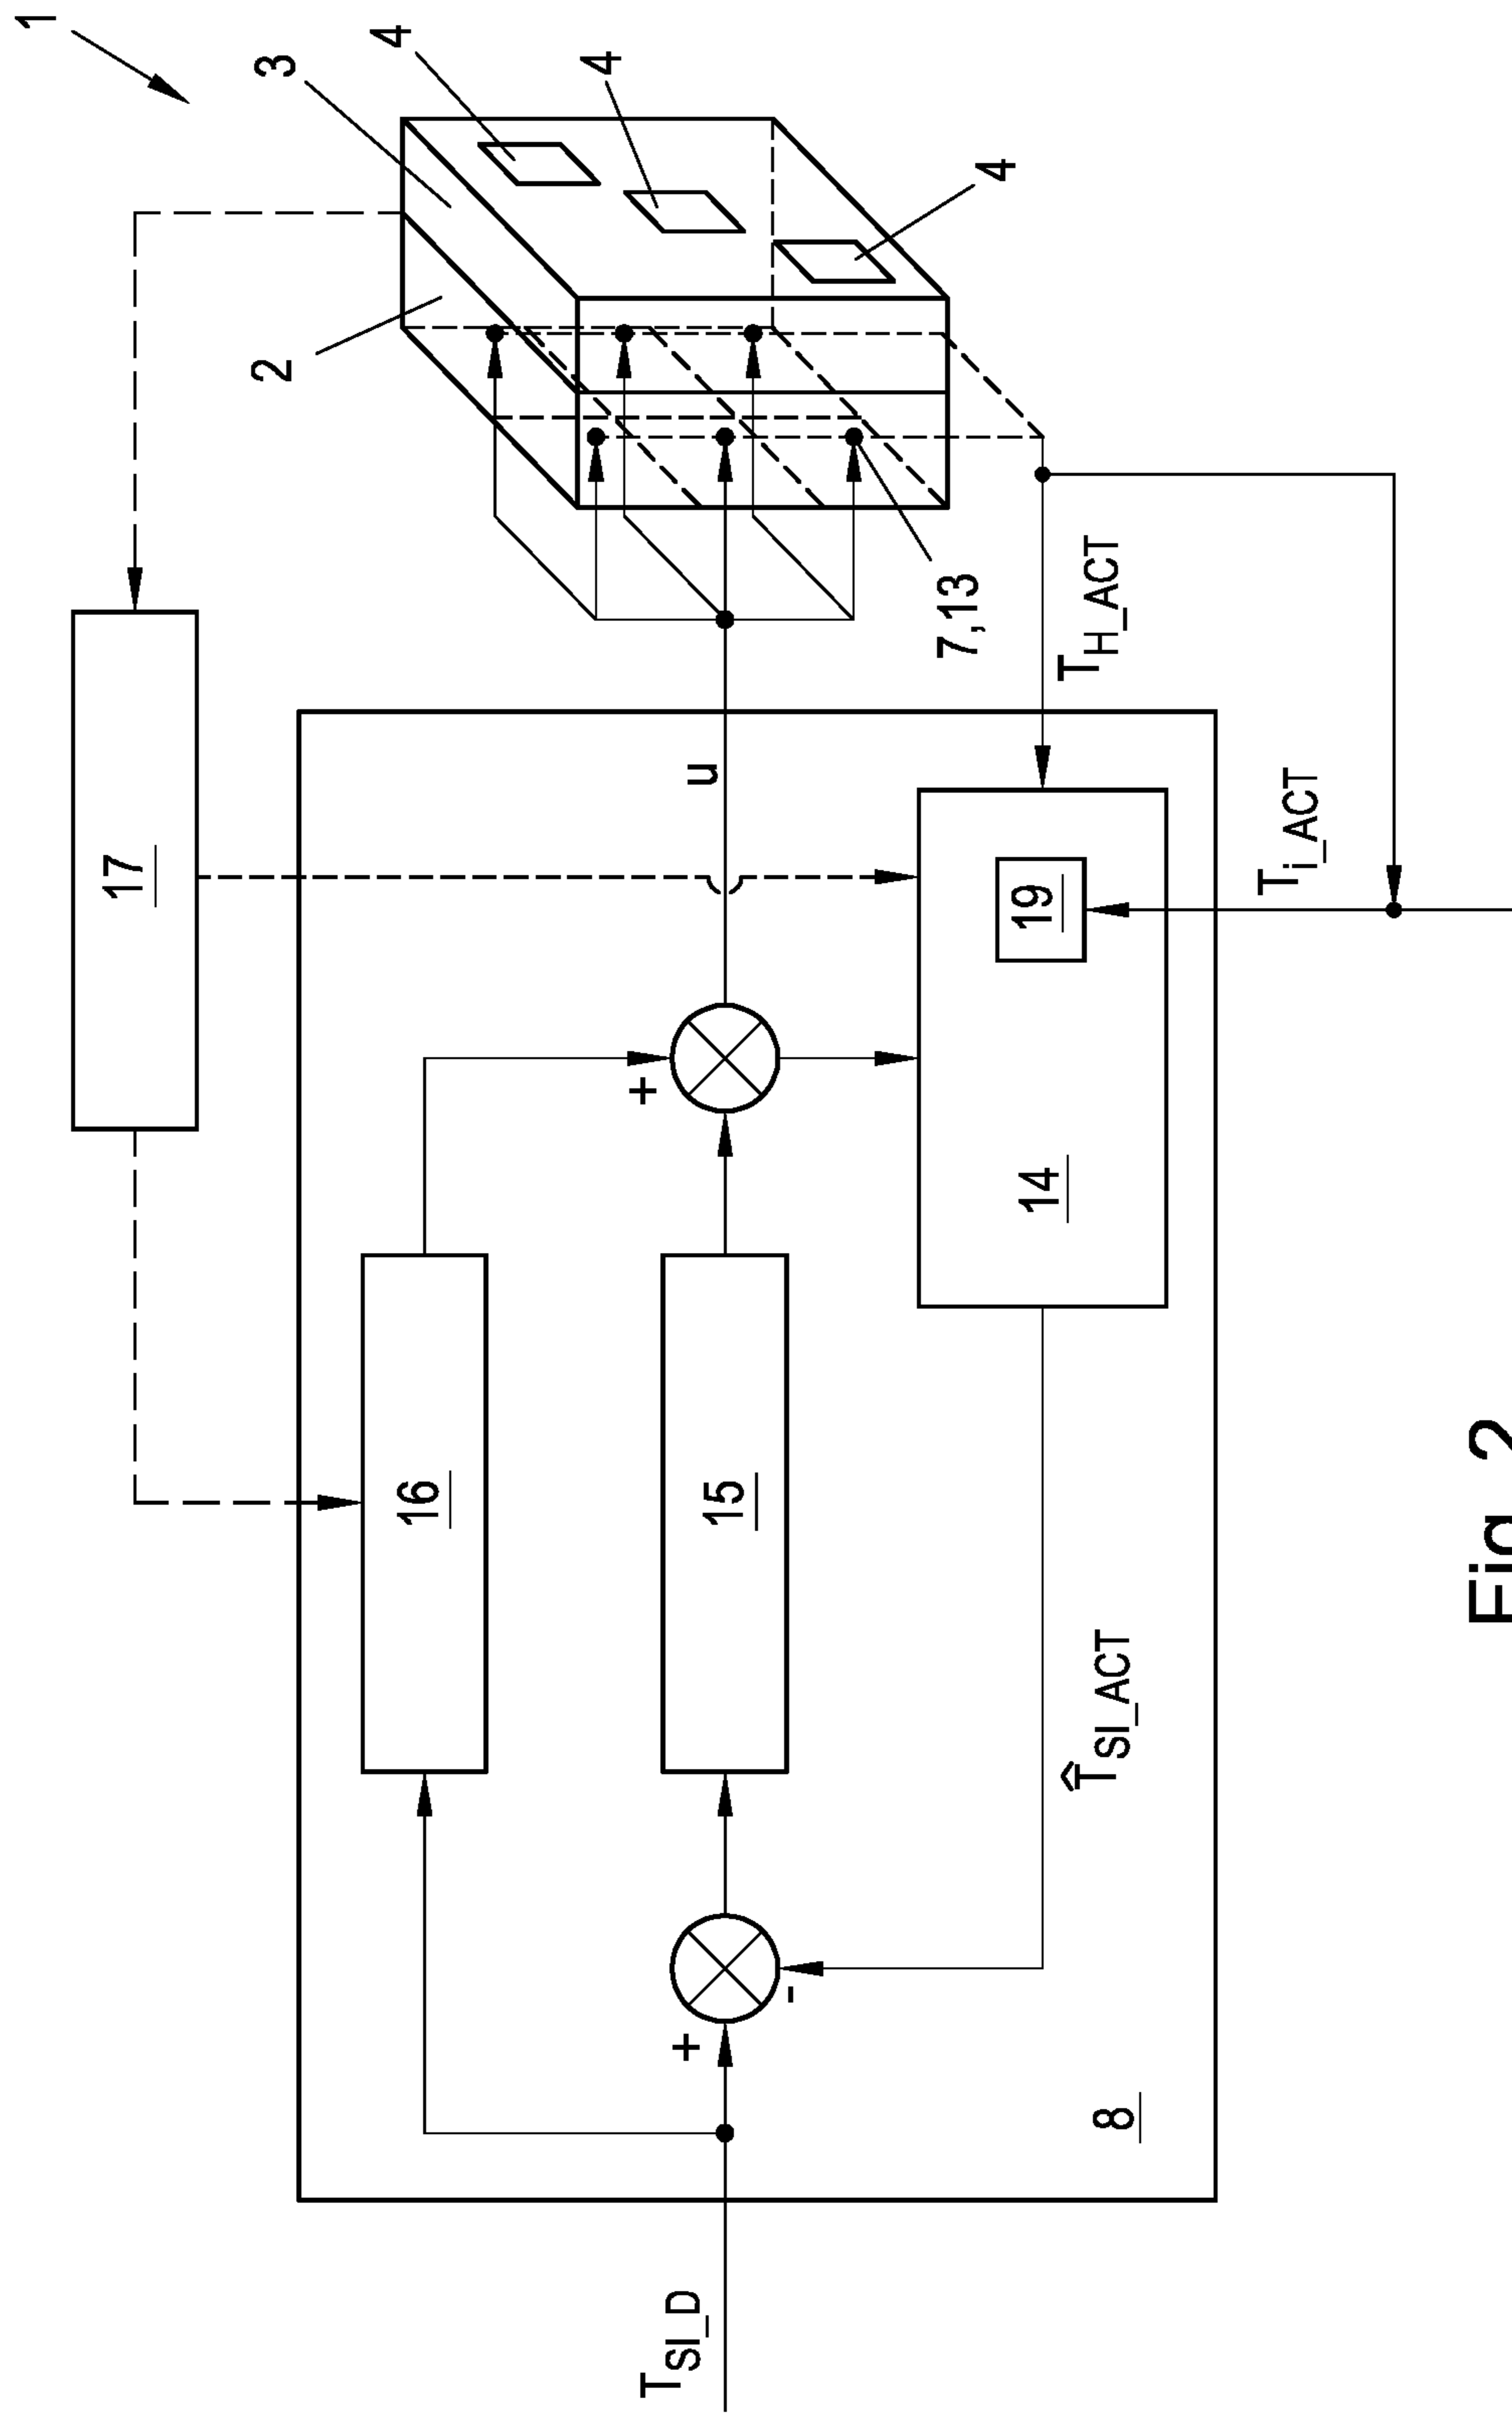 1
3
4
4
4
2
17
7,13
T_H_ACT
u
T_i_ACT
19
+
14
16
15
T̂_SI_ACT
+
-
8
T_SI_D
Fig. 2